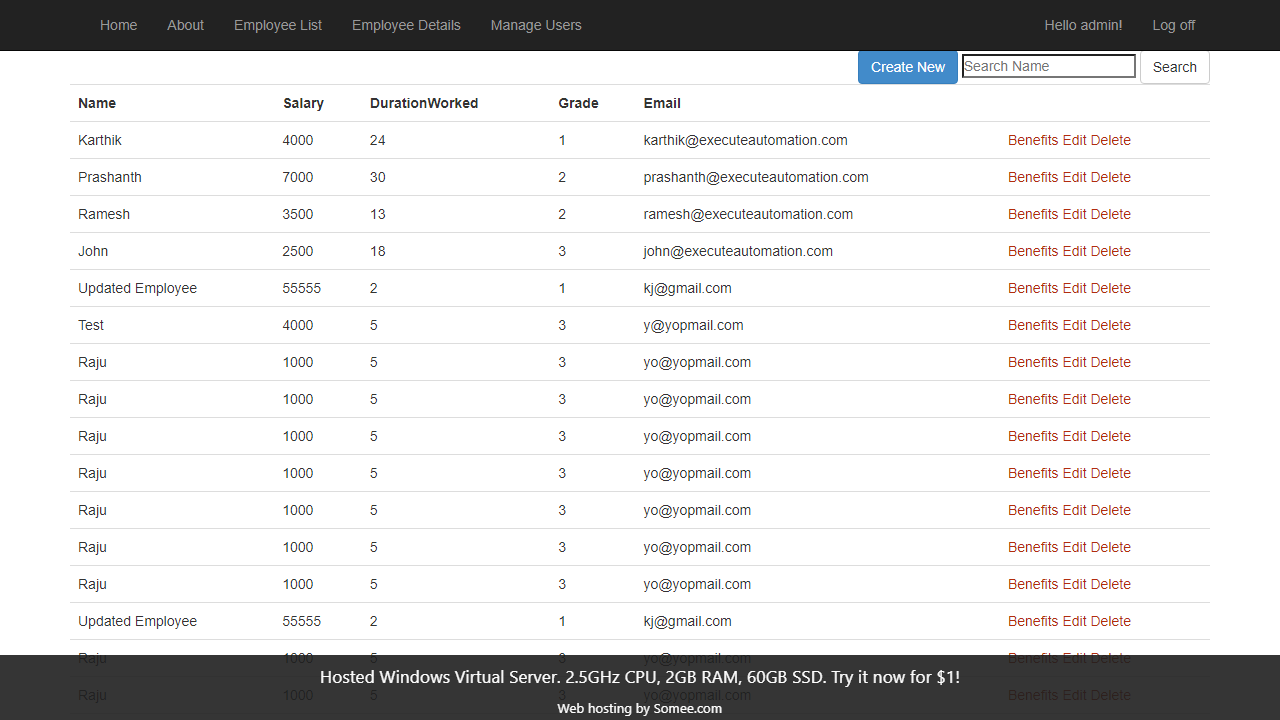 Home About Employee List Employee Details Manage Users Hello admin! Log off
Create New Search Name Search
Name Salary DurationWorked Grade Email
Karthik 4000 24 1 karthik@executeautomation.com Benefits Edit Delete
Prashanth 7000 30 2 prashanth@executeautomation.com Benefits Edit Delete
Ramesh 3500 13 2 ramesh@executeautomation.com Benefits Edit Delete
John 2500 18 3 john@executeautomation.com Benefits Edit Delete
Updated Employee 55555 2 1 kj@gmail.com Benefits Edit Delete
Test 4000 5 3 y@yopmail.com Benefits Edit Delete
Raju 1000 5 3 yo@yopmail.com Benefits Edit Delete
Raju 1000 5 3 yo@yopmail.com Benefits Edit Delete
Raju 1000 5 3 yo@yopmail.com Benefits Edit Delete
Raju 1000 5 3 yo@yopmail.com Benefits Edit Delete
Raju 1000 5 3 yo@yopmail.com Benefits Edit Delete
Raju 1000 5 3 yo@yopmail.com Benefits Edit Delete
Raju 1000 5 3 yo@yopmail.com Benefits Edit Delete
Updated Employee 55555 2 1 kj@gmail.com Benefits Edit Delete
Raju 1000 5 3 yo@yopmail.com Benefits Edit Delete
Hosted Windows Virtual Server. 2.5GHz CPU, 2GB RAM, 60GB SSD. Try it now for $1!
Raju 1000 5 3 yo@yopmail.com Benefits Edit Delete
Web hosting by Somee.com